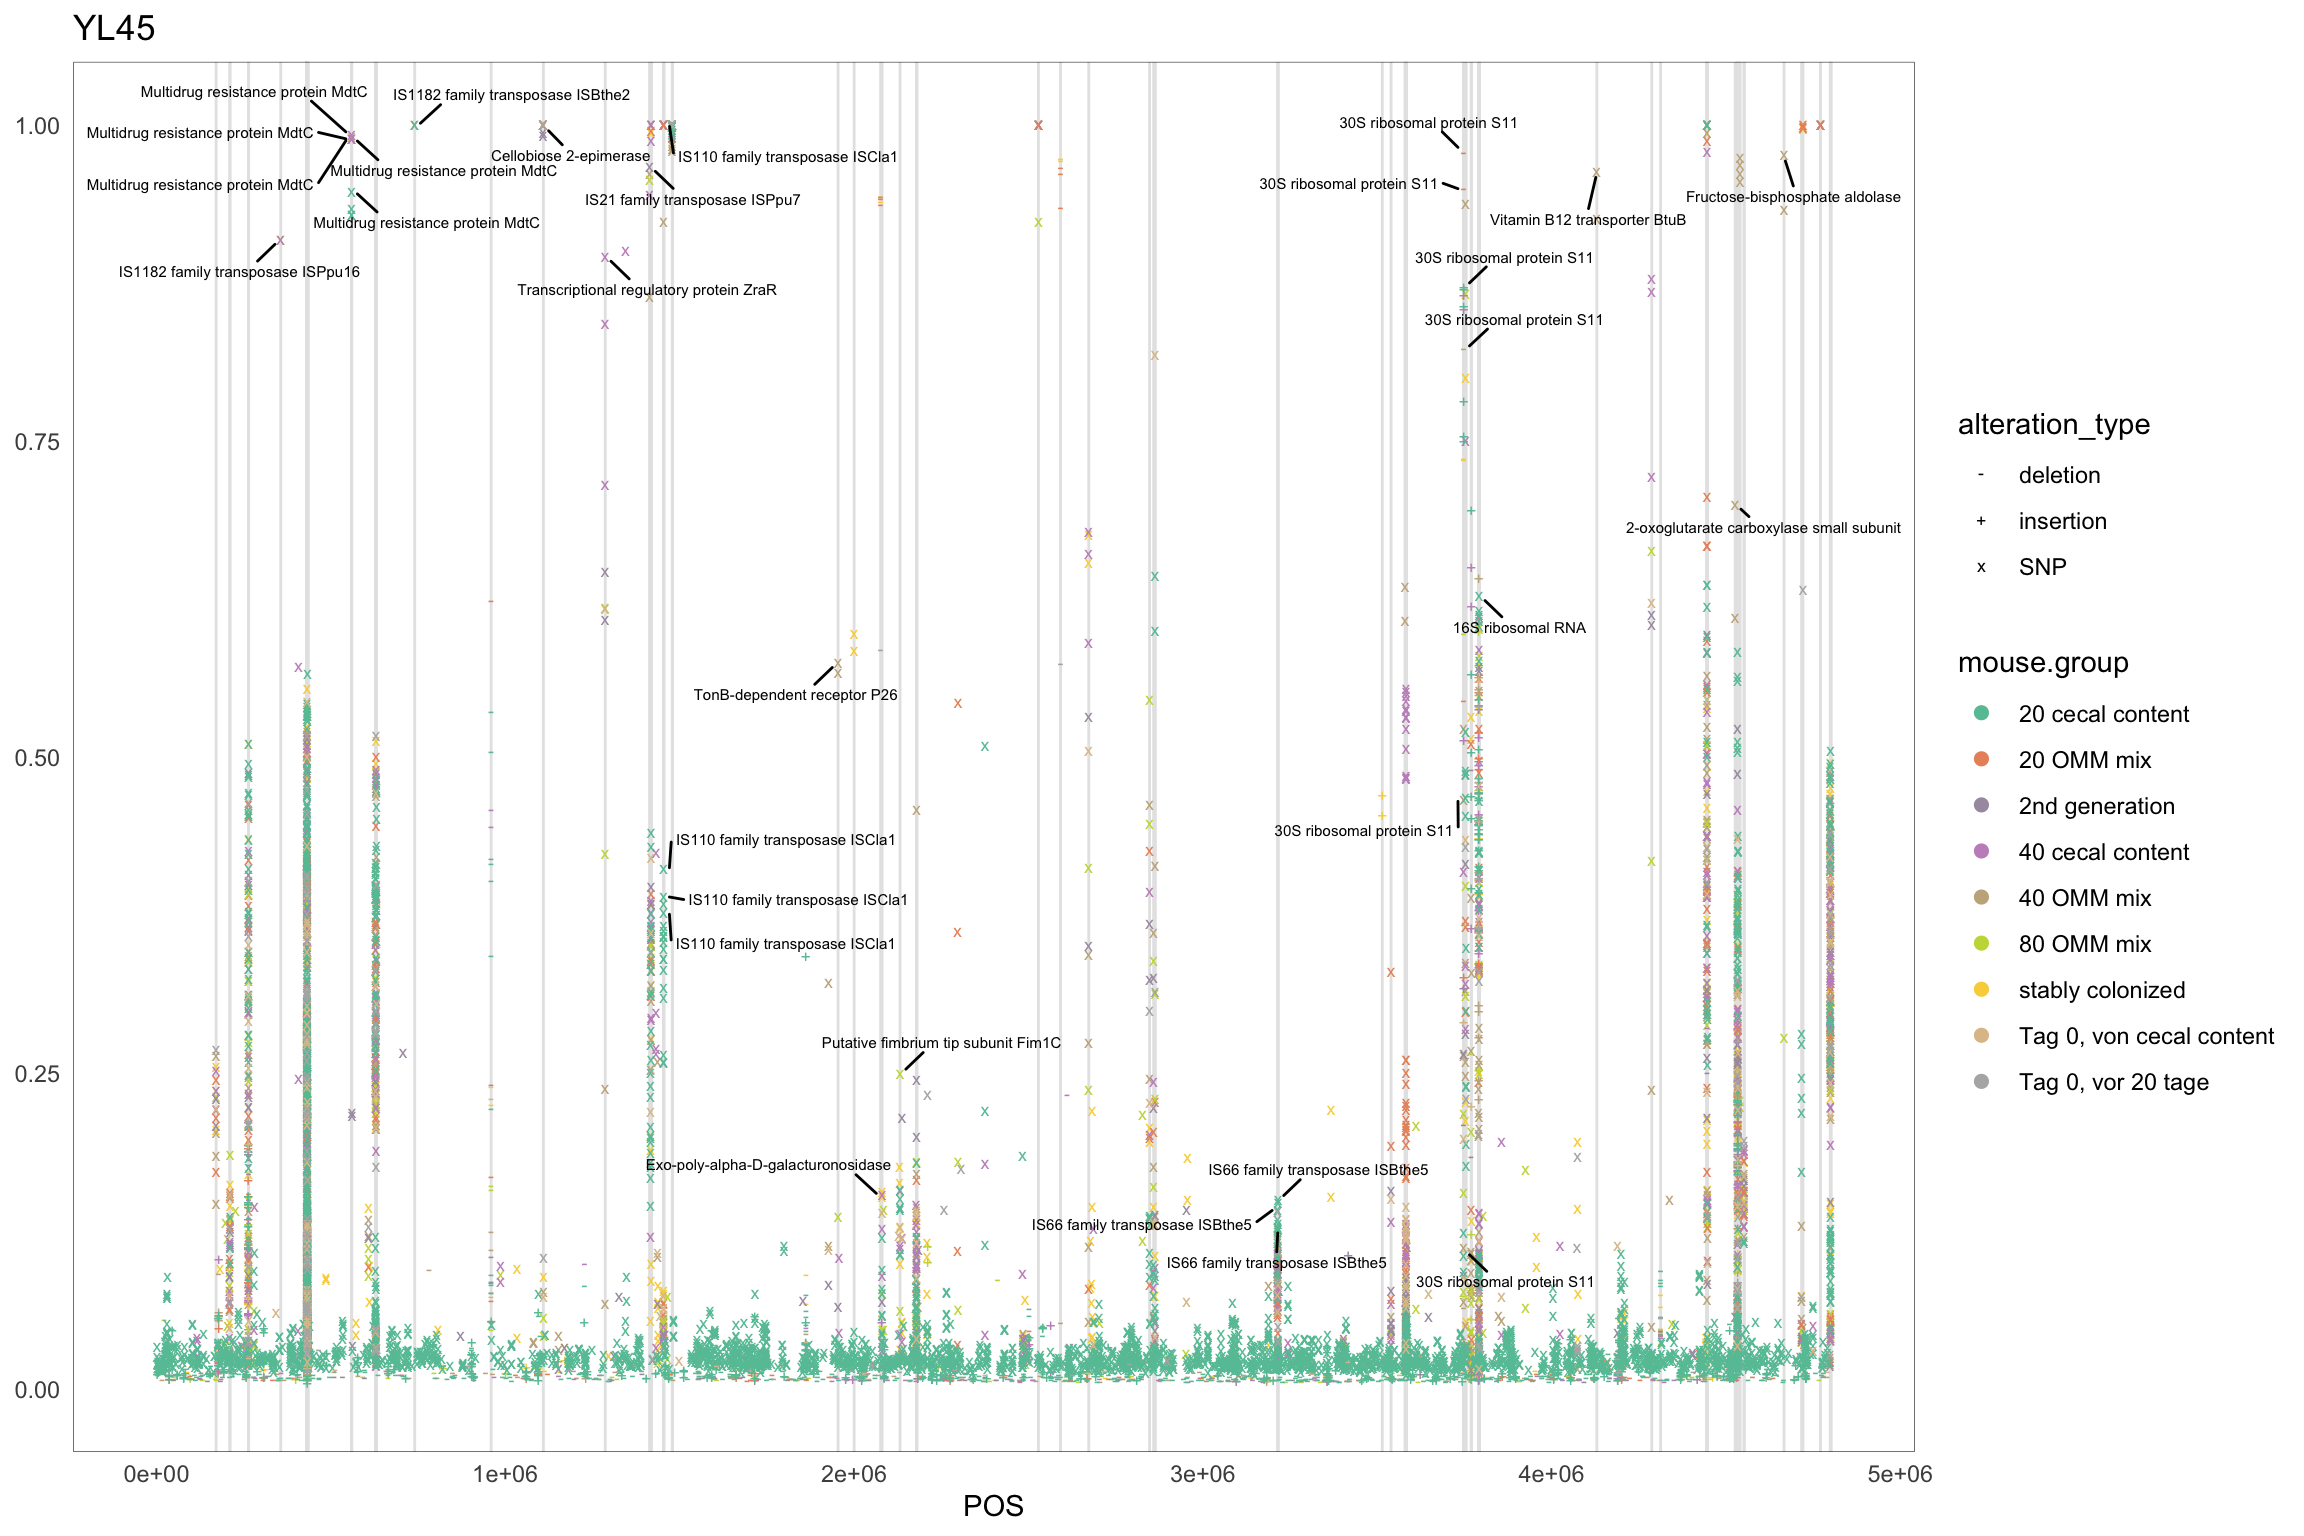 YL45
Multidrug resistance protein MdtC
IS1182 family transposase ISBthe2
1.00
Multidrug resistance protein MdtC
30S ribosomal protein S11
Cellobiose 2-epimerase
IS110 family transposase ISCla1
Multidrug resistance protein MdtC
Multidrug resistance protein MdtC
30S ribosomal protein S11
IS21 family transposase ISPpu7
Fructose-bisphosphate aldolase
Multidrug resistance protein MdtC
Vitamin B12 transporter BtuB
30S ribosomal protein S11
IS1182 family transposase ISPpu16
Transcriptional regulatory protein ZraR
30S ribosomal protein S11
0.75
2-oxoglutarate carboxylase small subunit
16S ribosomal RNA
TonB-dependent receptor P26
0.50
30S ribosomal protein S11
IS110 family transposase ISCla1
IS110 family transposase ISCla1
IS110 family transposase ISCla1
Putative fimbrium tip subunit Fim1C
0.25
Exo-poly-alpha-D-galacturonosidase
IS66 family transposase ISBthe5
IS66 family transposase ISBthe5
IS66 family transposase ISBthe5
30S ribosomal protein S11
0.00
0e+00 1e+06 2e+06 3e+06 4e+06 5e+06
POS
alteration_type
- deletion
+ insertion
x SNP
mouse.group
20 cecal content
20 OMM mix
2nd generation
40 cecal content
40 OMM mix
80 OMM mix
stably colonized
Tag 0, von cecal content
Tag 0, vor 20 tage